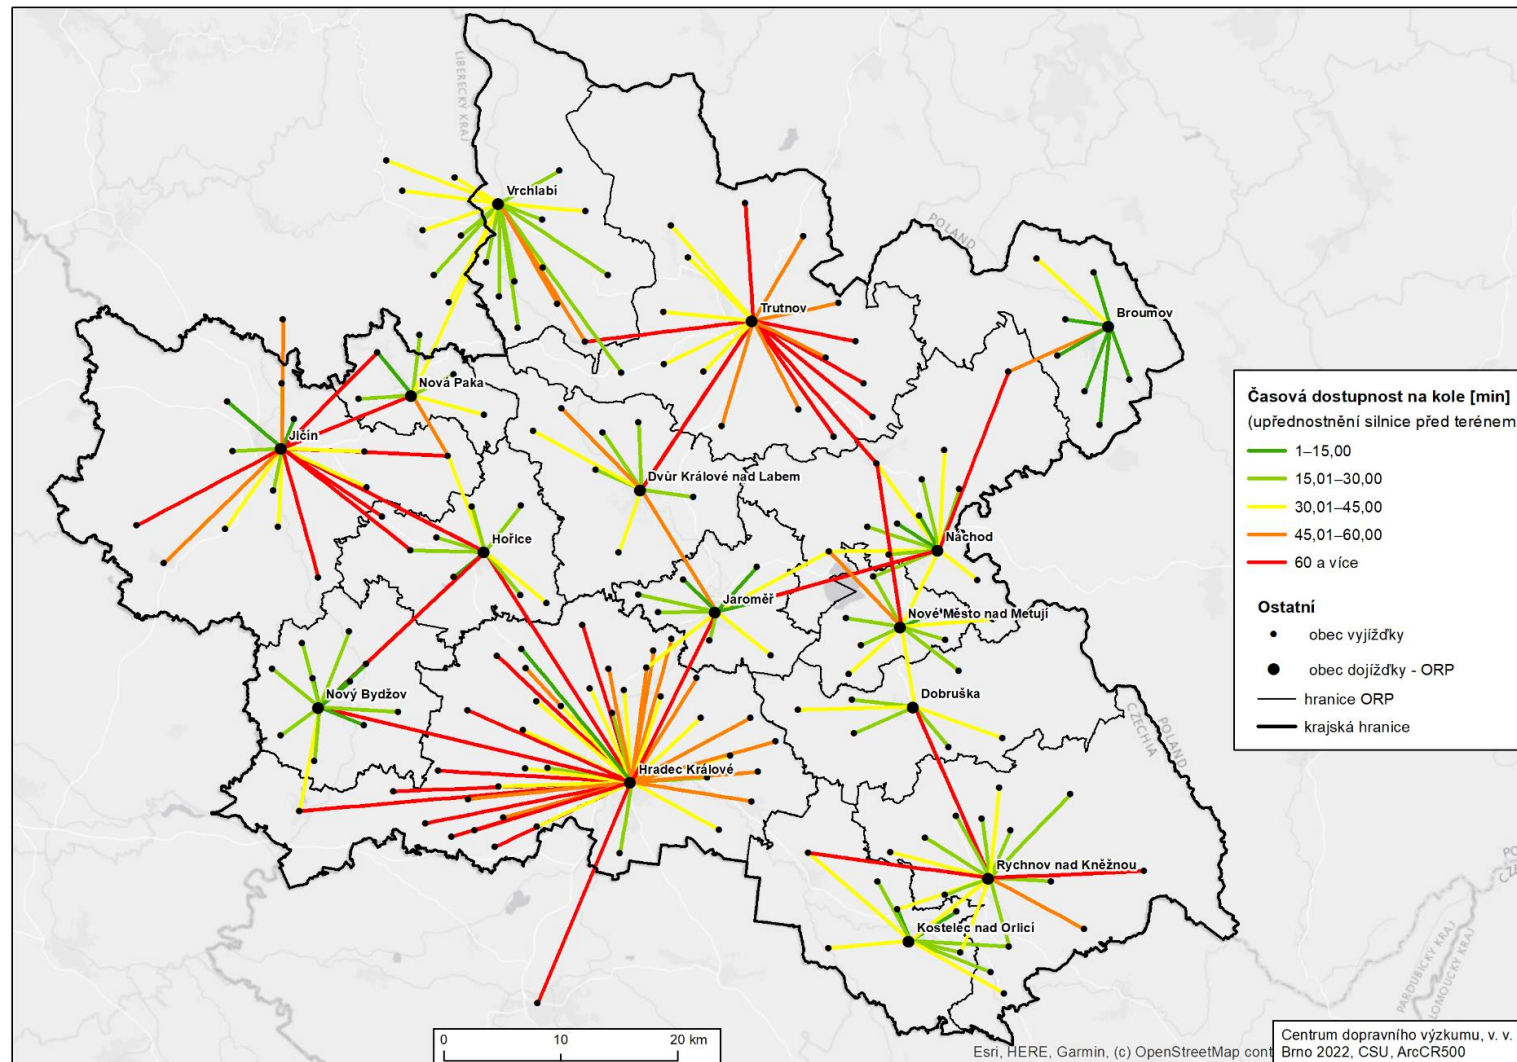 LIBERECKÝ KRAJ
Vrchlabí
POLAND
Trutnov
Broumov
Nová Paka
Jičín
Dvůr Králové nad Labem
Hořice
Náchod
Jaroměř
Nové Město nad Metují
Nový Bydžov
Dobruška
CZECHIA
POLAND
Hradec Králové
Rychnov nad Kněžnou
Kostelec nad Orlicí
PARDUBICKÝ KRAJ
Časová dostupnost na kole [min]
(upřednostnění silnice před terénem
1–15,00
15,01–30,00
30,01–45,00
45,01–60,00
60 a více
Ostatní
obec vyjížďky
obec dojížďky - ORP
hranice ORP
krajská hranice
0 10 20 km
Esri, HERE, Garmin, (c) OpenStreetMap cont
Centrum dopravního výzkumu, v. v.
Brno 2022, CSU, ArcCR500